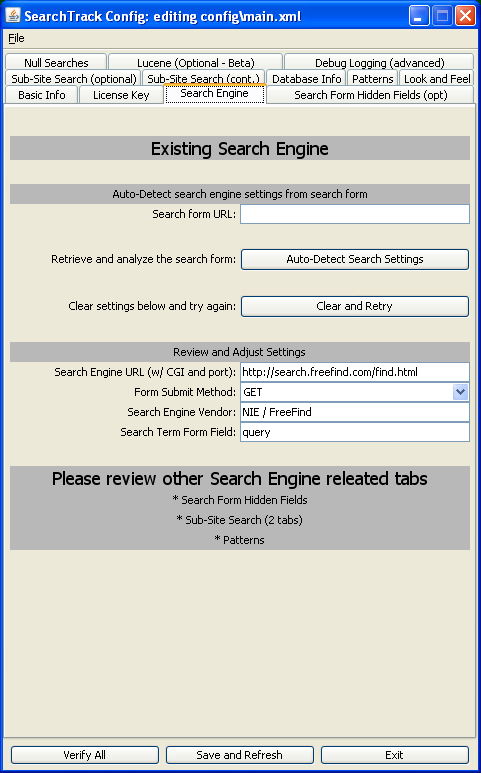 SearchTrack Config: editing config\main.xml
File
Null Searches Lucene (Optional - Beta) Debug Logging (advanced)
Sub-Site Search (optional) Sub-Site Search (cont.) Database Info Patterns Look and Feel
Basic Info License Key Search Engine Search Form Hidden Fields (opt)
Existing Search Engine
Auto-Detect search engine settings from search form
Search form URL:
Retrieve and analyze the search form: Auto-Detect Search Settings
Clear settings below and try again: Clear and Retry
Review and Adjust Settings
Search Engine URL (w/ CGI and port): http://search.freefind.com/find.html
Form Submit Method: GET
Search Engine Vendor: NIE / FreeFind
Search Term Form Field: query
Please review other Search Engine releated tabs
* Search Form Hidden Fields
* Sub-Site Search (2 tabs)
* Patterns
Verify All Save and Refresh Exit